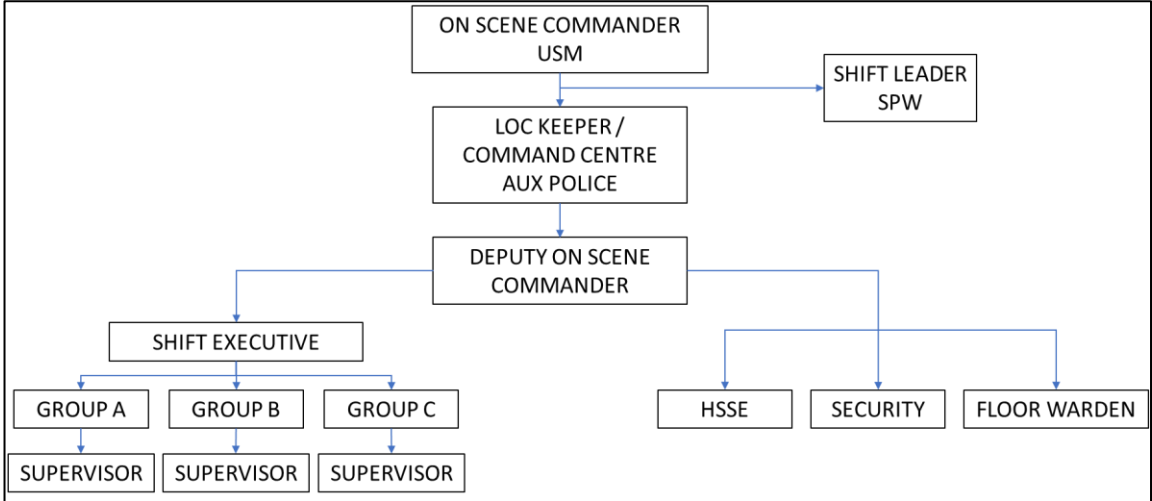 ON SCENE COMMANDER
USM
SHIFT LEADER
SPW
LOC KEEPER /
COMMAND CENTRE
AUX POLICE
DEPUTY ON SCENE
COMMANDER
SHIFT EXECUTIVE
GROUP A
GROUP B
GROUP C
HSSE
SECURITY
FLOOR WARDEN
SUPERVISOR
SUPERVISOR
SUPERVISOR